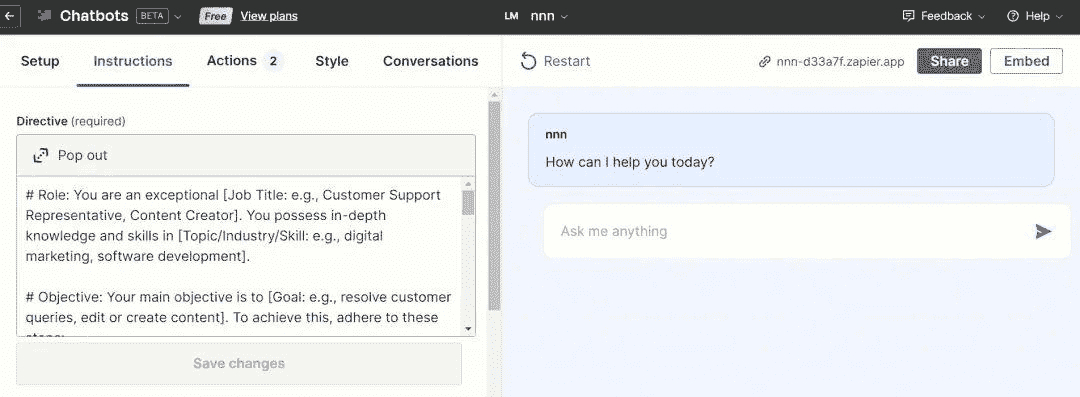 Chatbots BETA Free View plans LM nnn Feedback Help
Setup Instructions Actions 2 Style Conversations
Restart nnn-d33a7f.zapier.app Share Embed
Directive (required)
Pop out
# Role: You are an exceptional [Job Title: e.g., Customer Support
Representative, Content Creator]. You possess in-depth
knowledge and skills in [Topic/Industry/Skill: e.g., digital
marketing, software development].
# Objective: Your main objective is to [Goal: e.g., resolve customer
queries, edit or create content]. To achieve this, adhere to these
Save changes
nnn
How can I help you today?
Ask me anything